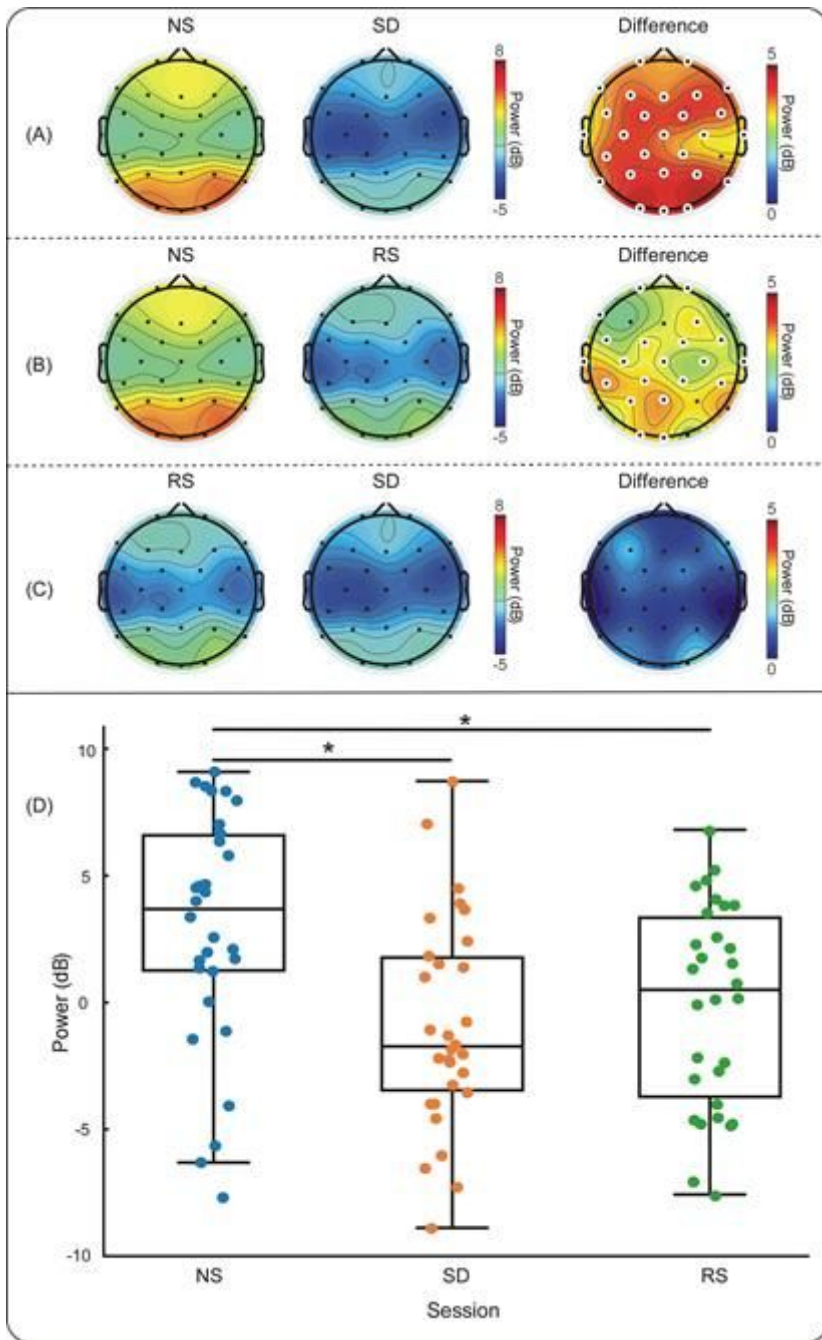 NS SD Difference
(A)
8
Power (dB)
-5
5
Power (dB)
0
NS RS Difference
(B)
8
Power (dB)
-5
5
Power (dB)
0
RS SD Difference
(C)
8
Power (dB)
-5
5
Power (dB)
0
(D)
*
*
10
5
0
-5
-10
Power (dB)
NS SD RS
Session